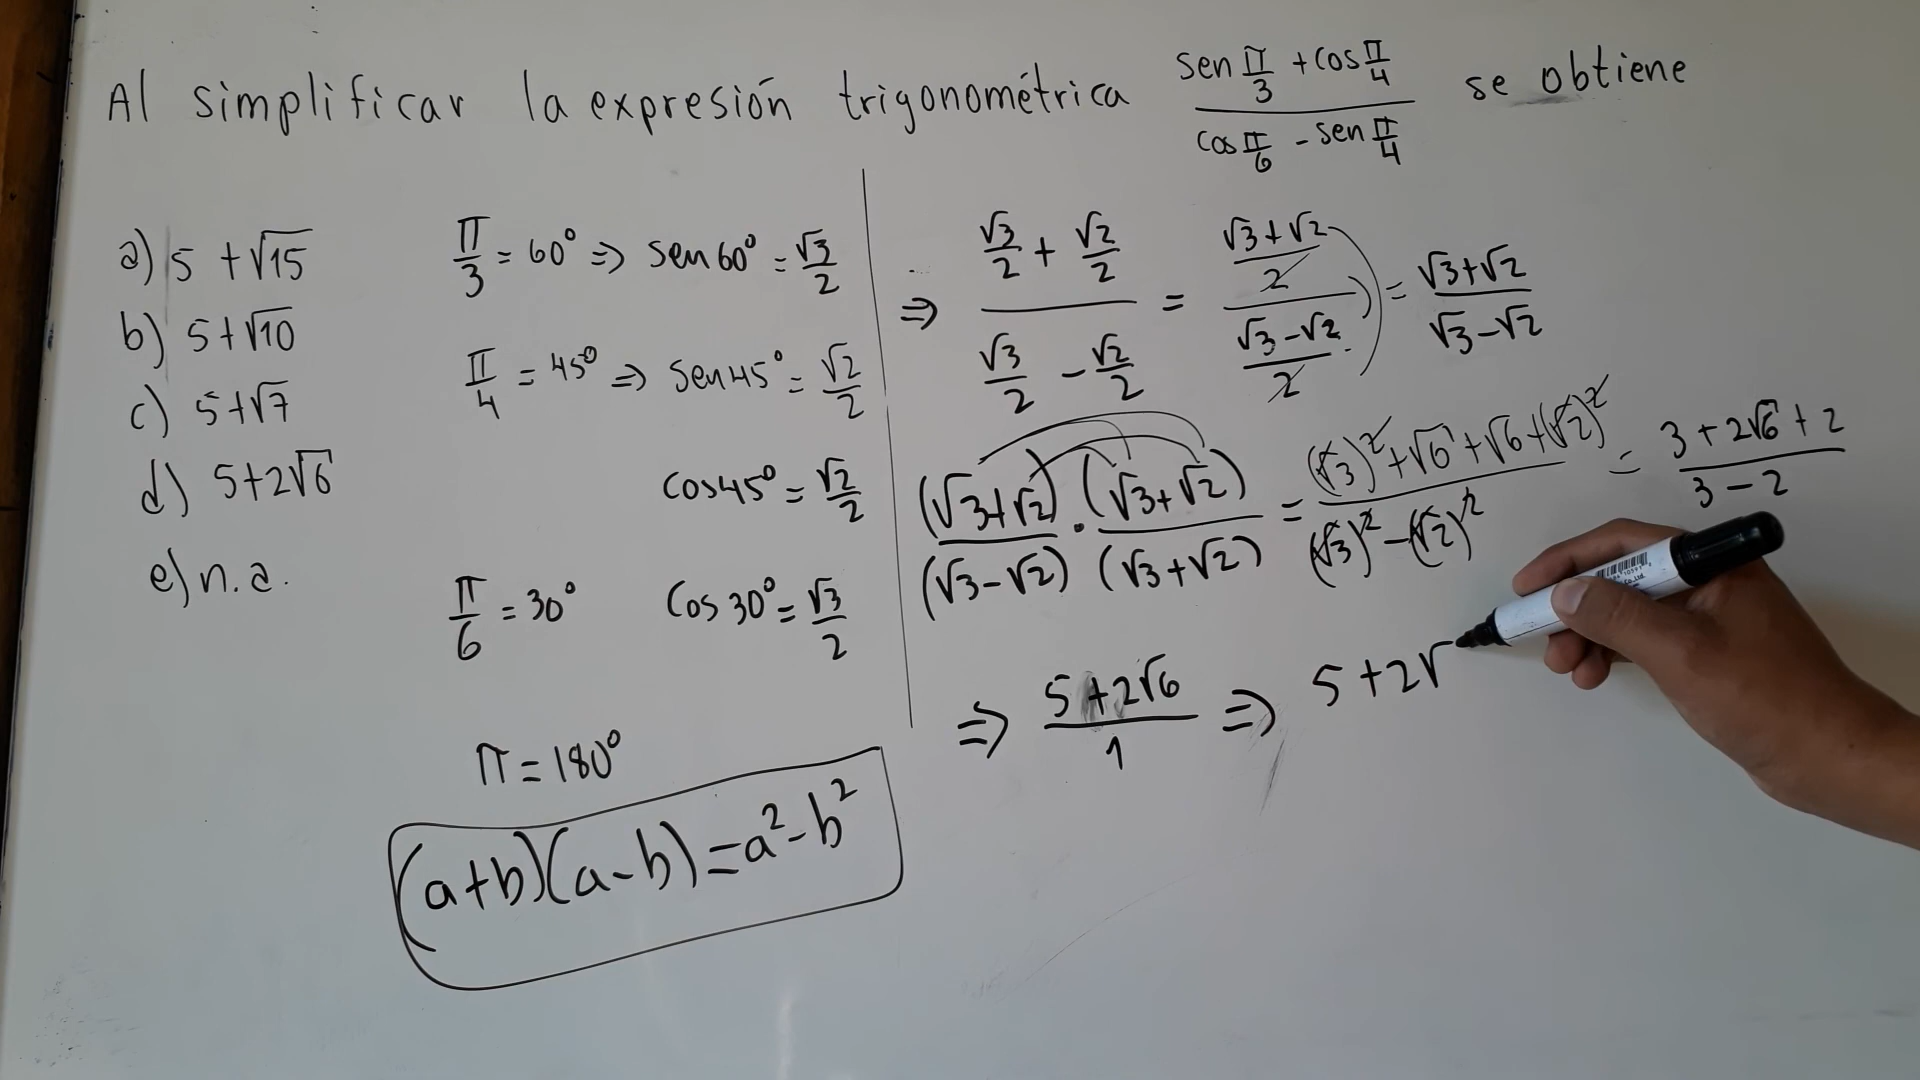 Al simplificar la expresión trigonométrica (sen π/3 + cos π/4)/(cos π/6 - sen π/4) se obtiene
a) 5 + √15
b) 5+√10
c) 5+√7
d) 5+2√6
e) n.a.
π/3 = 60° ⇒ sen 60° = √3/2
π/4 = 45° ⇒ sen 45° = √2/2
cos 45° = √2/2
π/6 = 30° cos 30° = √3/2
π = 180°
(a+b)(a-b) = a²-b²
⇒ (√3/2 + √2/2)/(√3/2 - √2/2) = ((√3+√2)/2)/((√3-√2)/2) = (√3+√2)/(√3-√2)
(√3+√2)/(√3-√2) · (√3+√2)/(√3+√2) = ((√3)²+√6+√6+(√2)²)/((√3)²-(√2)²) = (3+2√6+2)/(3-2)
⇒ (5+2√6)/1 ⇒ 5+2√